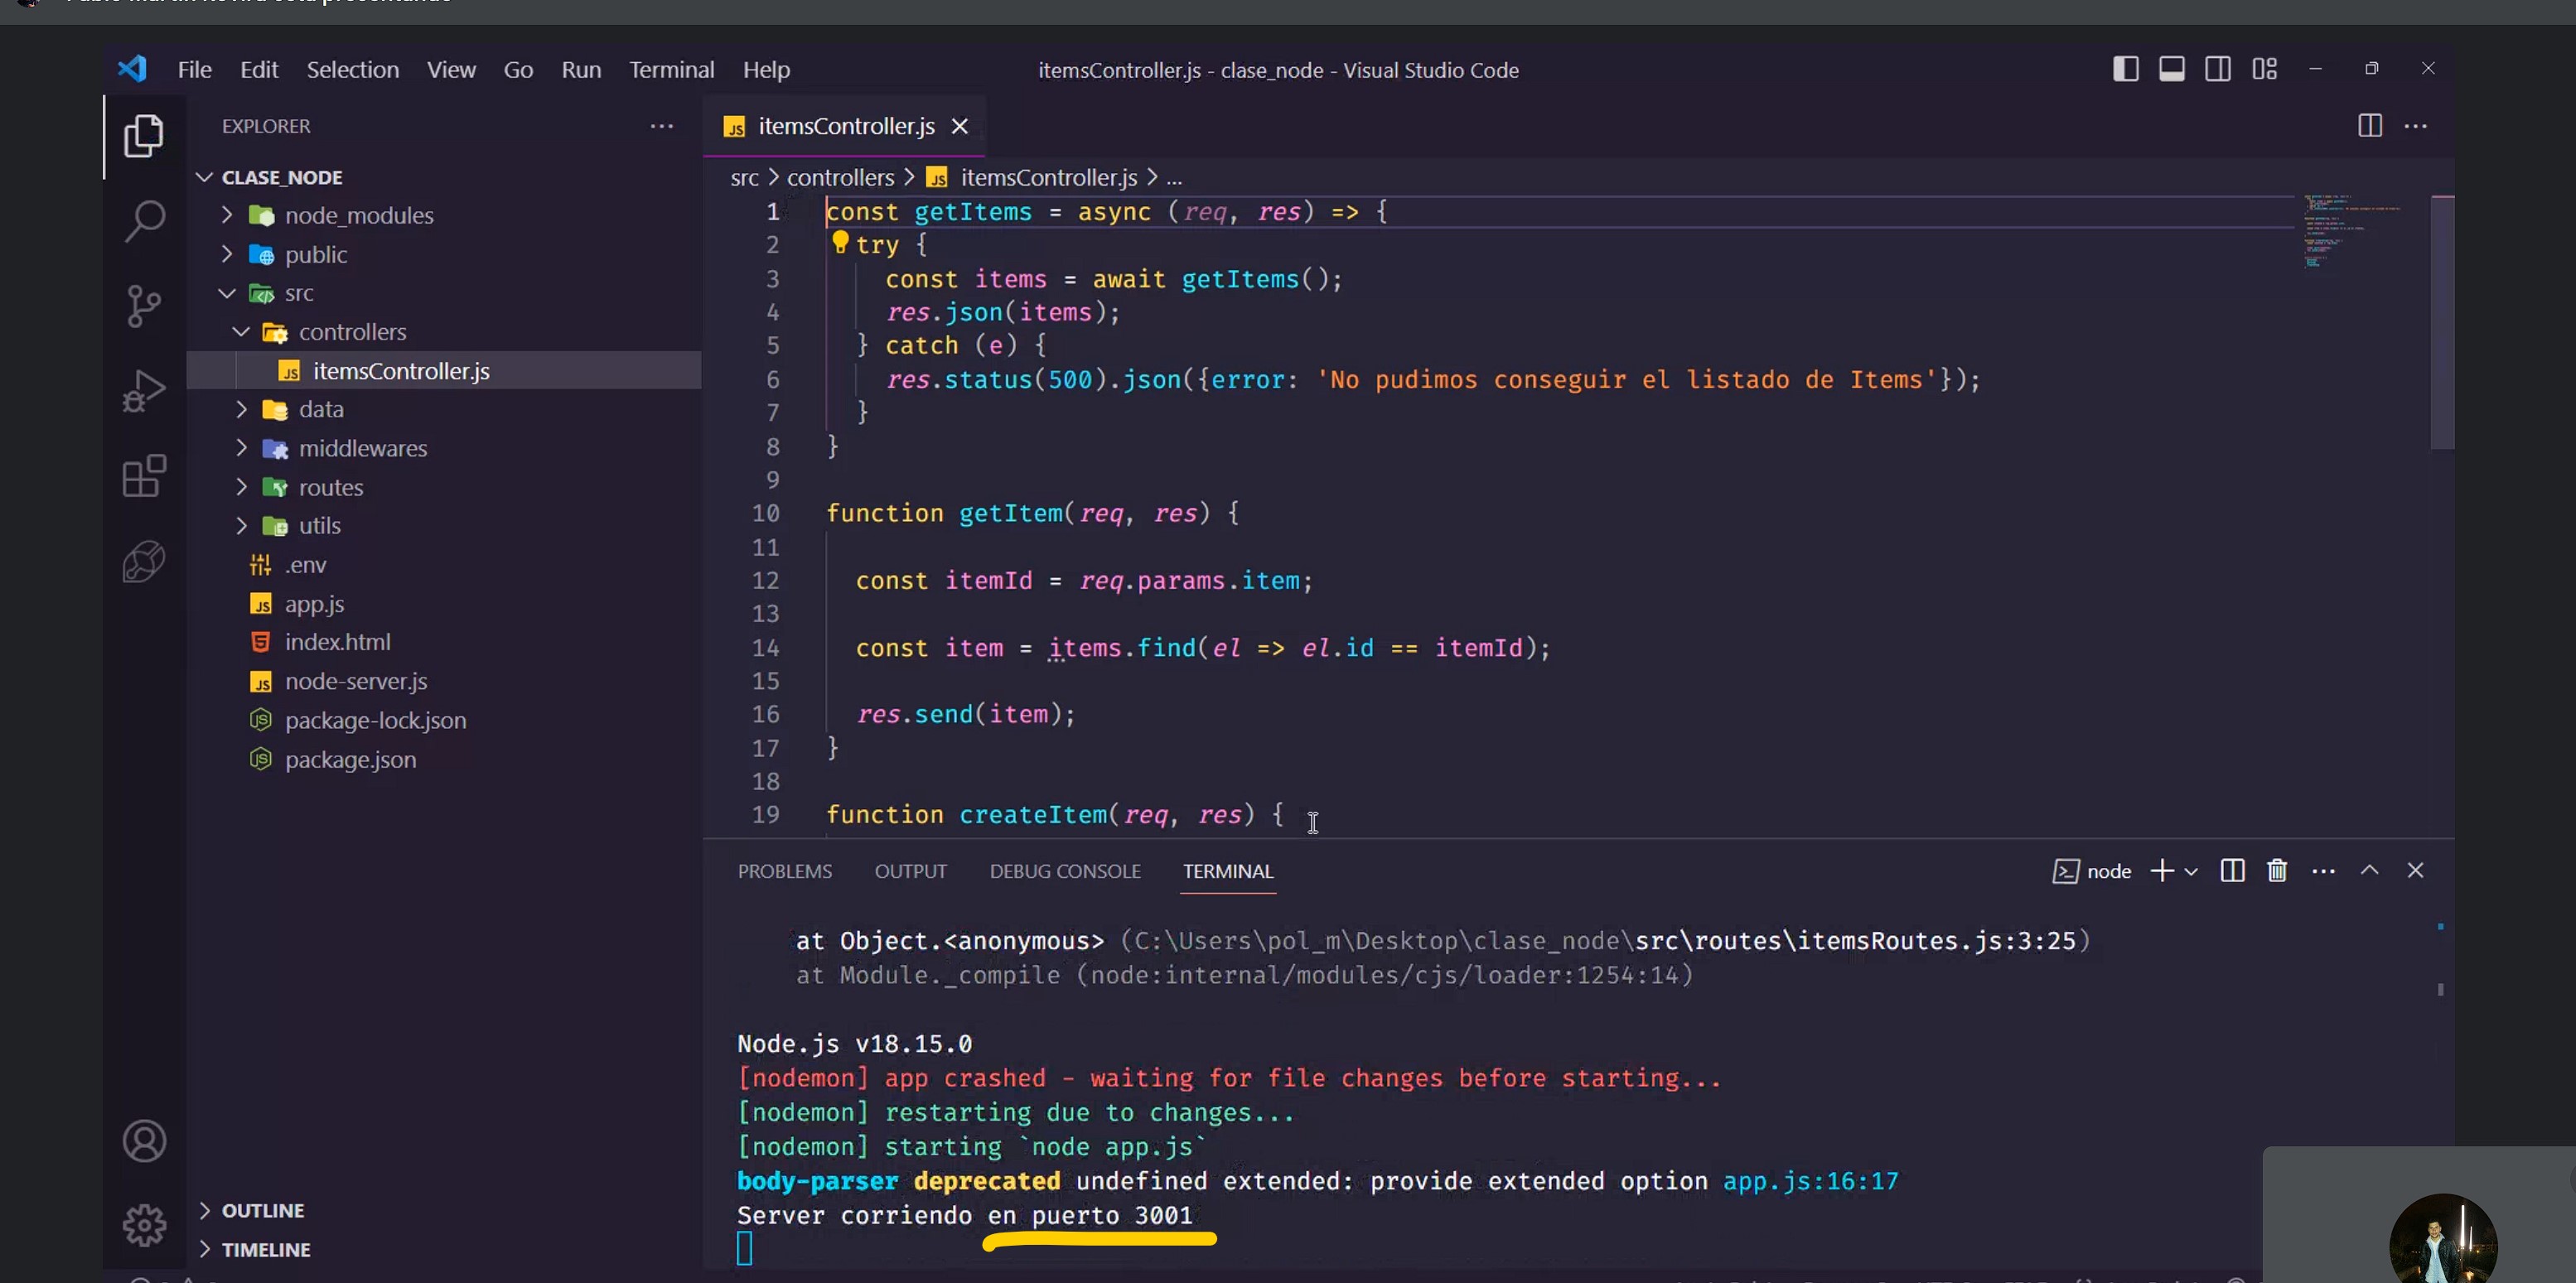 File Edit Selection View Go Run Terminal Help
itemsController.js - clase_node - Visual Studio Code
EXPLORER
CLASE_NODE
node_modules
public
src
controllers
itemsController.js
data
middlewares
routes
utils
.env
app.js
index.html
node-server.js
package-lock.json
package.json
OUTLINE
TIMELINE
itemsController.js
src > controllers > itemsController.js > ...
1 const getItems = async (req, res) => {
2 try {
3 const items = await getItems();
4 res.json(items);
5 } catch (e) {
6 res.status(500).json({error: 'No pudimos conseguir el listado de Items'});
7 }
8 }
9
10 function getItem(req, res) {
11
12 const itemId = req.params.item;
13
14 const item = items.find(el => el.id == itemId);
15
16 res.send(item);
17 }
18
19 function createItem(req, res) {
PROBLEMS OUTPUT DEBUG CONSOLE TERMINAL
node
at Object.<anonymous> (C:\Users\pol_m\Desktop\clase_node\src\routes\itemsRoutes.js:3:25)
at Module._compile (node:internal/modules/cjs/loader:1254:14)
Node.js v18.15.0
[nodemon] app crashed - waiting for file changes before starting...
[nodemon] restarting due to changes...
[nodemon] starting `node app.js`
body-parser deprecated undefined extended: provide extended option app.js:16:17
Server corriendo en puerto 3001